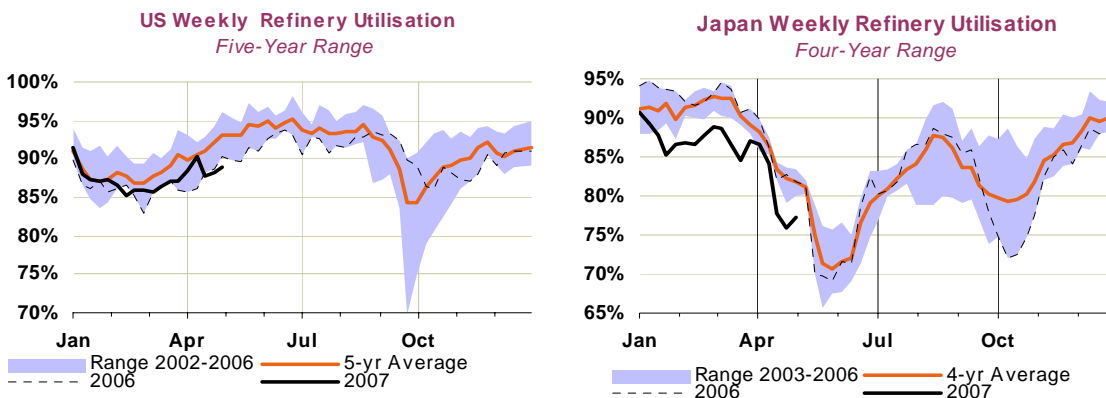 US Weekly Refinery Utilisation
Five-Year Range
100%
95%
90%
85%
80%
75%
70%
Jan Apr Jul Oct
Range 2002-2006 5-yr Average
2006 2007
Japan Weekly Refinery Utilisation
Four-Year Range
95%
90%
85%
80%
75%
70%
65%
Jan Apr Jul Oct
Range 2003-2006 4-yr Average
2006 2007